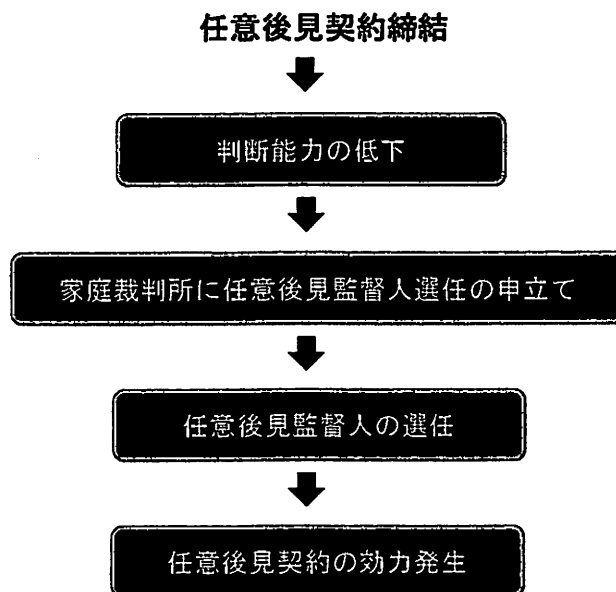 任意後見契約締結
判断能力の低下
家庭裁判所に任意後見監督人選任の申立て
任意後見監督人の選任
任意後見契約の効力発生